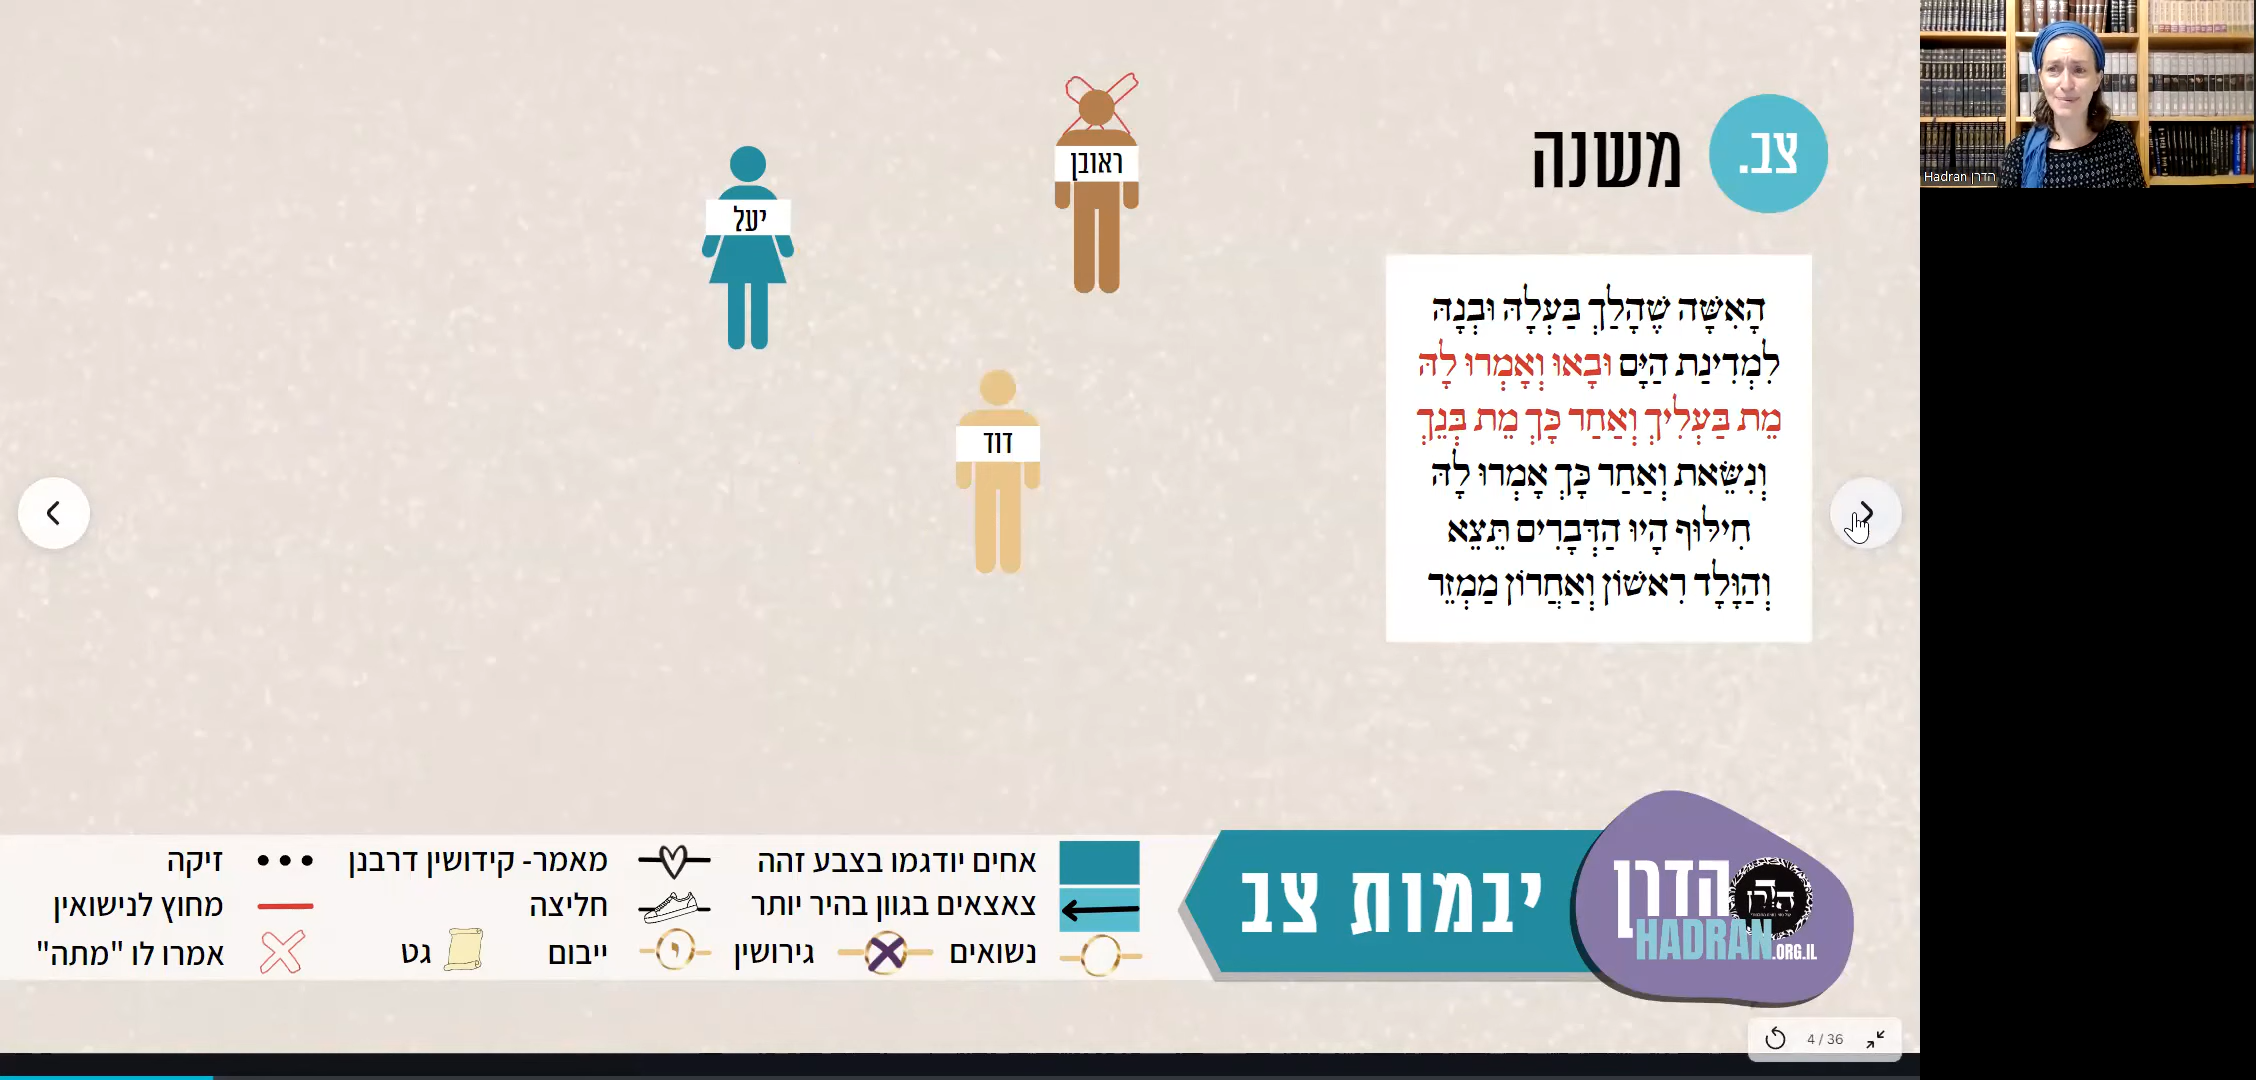 צב.
משנה
הָאִשָּׁה שֶׁהָלַךְ בַּעְלָהּ וּבְנָהּ
לִמְדִינַת הַיָּם וּבָאוּ וְאָמְרוּ לָהּ
מֵת בַּעְלִיךְ וְאַחַר כָּךְ מֵת בְּנֵךְ
וְנִשֵּׂאת וְאַחַר כָּךְ אָמְרוּ לָהּ
חִילּוּף הָיוּ הַדְּבָרִים תֵּצֵא
וְהַוָּלָד רִאשׁוֹן וְאַחֲרוֹן מַמְזֵר
ראובן
יעל
דוד
הדרן Hadran
הדרן
HADRAN.ORG.IL
יבמות צב
אחים יודגמו בצבע זהה
צאצאים בגוון בהיר יותר
נשואים
גירושין
מאמר- קידושין דרבנן
חליצה
ייבום
גט
זיקה
מחוץ לנישואין
אמרו לו "מתה"
4 / 36